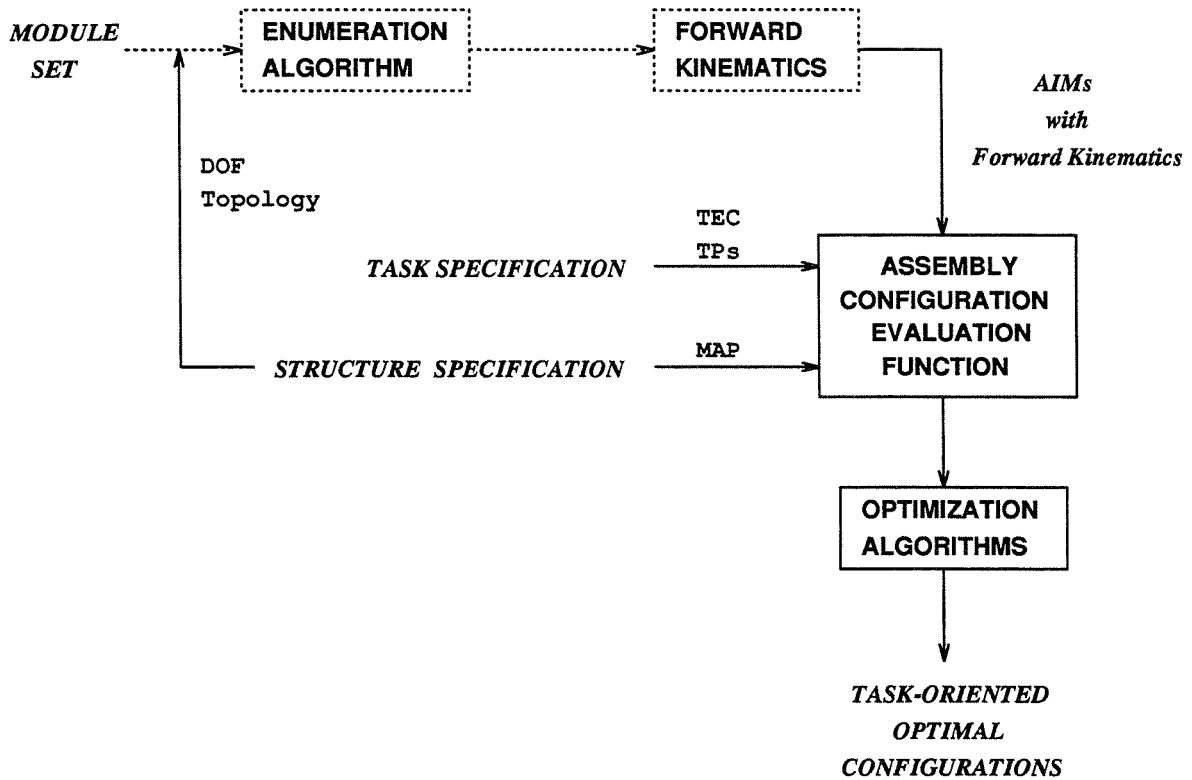 MODULE
SET
ENUMERATION
ALGORITHM
FORWARD
KINEMATICS
AIMs
with
Forward Kinematics
DOF
Topology
TEC
TPs
TASK SPECIFICATION
ASSEMBLY
CONFIGURATION
EVALUATION
FUNCTION
MAP
STRUCTURE SPECIFICATION
OPTIMIZATION
ALGORITHMS
TASK-ORIENTED
OPTIMAL
CONFIGURATIONS